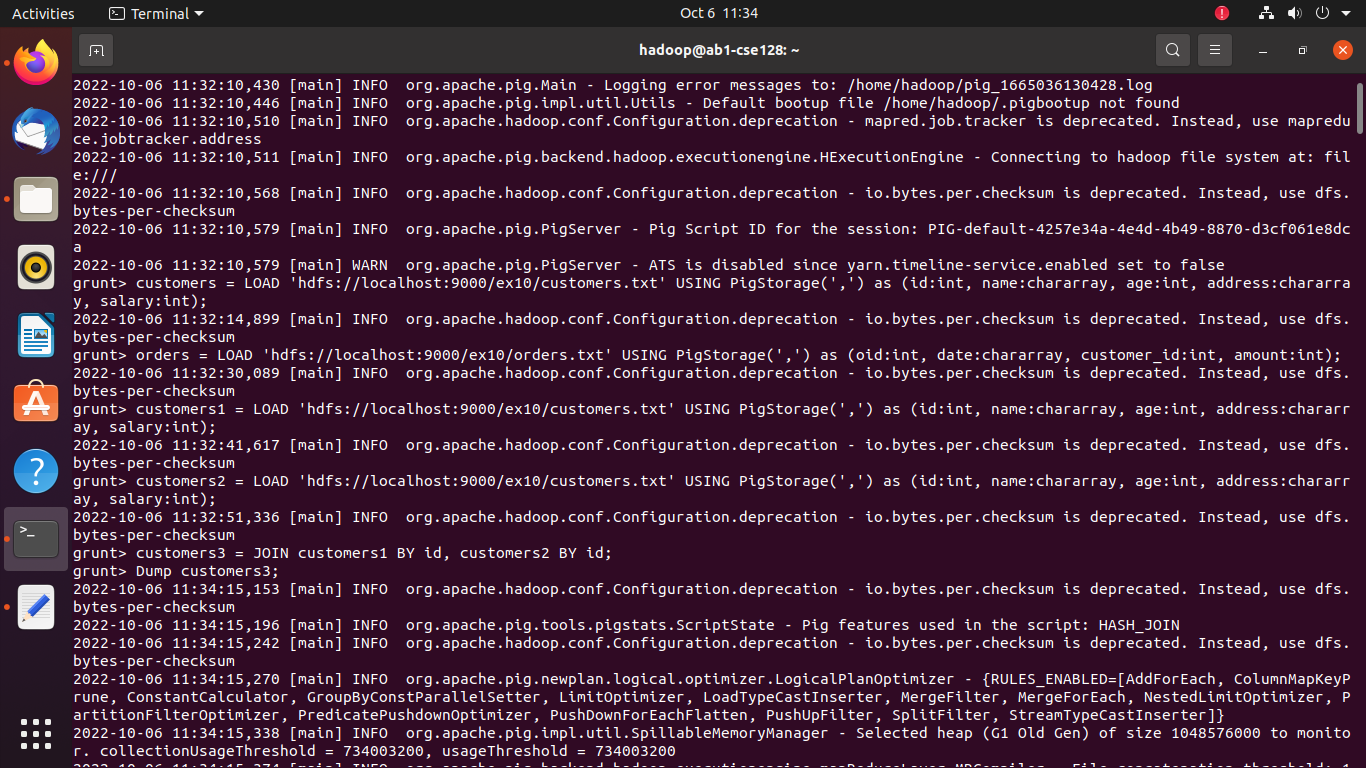 Activities
Terminal
Oct 6 11:34
hadoop@ab1-cse128: ~
2022-10-06 11:32:10,430 [main] INFO  org.apache.pig.Main - Logging error messages to: /home/hadoop/pig_1665036130428.log
2022-10-06 11:32:10,446 [main] INFO  org.apache.pig.impl.util.Utils - Default bootup file /home/hadoop/.pigbootup not found
2022-10-06 11:32:10,510 [main] INFO  org.apache.hadoop.conf.Configuration.deprecation - mapred.job.tracker is deprecated. Instead, use mapredu
ce.jobtracker.address
2022-10-06 11:32:10,511 [main] INFO  org.apache.pig.backend.hadoop.executionengine.HExecutionEngine - Connecting to hadoop file system at: fil
e:///
2022-10-06 11:32:10,568 [main] INFO  org.apache.hadoop.conf.Configuration.deprecation - io.bytes.per.checksum is deprecated. Instead, use dfs.
bytes-per-checksum
2022-10-06 11:32:10,579 [main] INFO  org.apache.pig.PigServer - Pig Script ID for the session: PIG-default-4257e34a-4e4d-4b49-8870-d3cf061e8dc
a
2022-10-06 11:32:10,579 [main] WARN  org.apache.pig.PigServer - ATS is disabled since yarn.timeline-service.enabled set to false
grunt> customers = LOAD 'hdfs://localhost:9000/ex10/customers.txt' USING PigStorage(',') as (id:int, name:chararray, age:int, address:chararra
y, salary:int);
2022-10-06 11:32:14,899 [main] INFO  org.apache.hadoop.conf.Configuration.deprecation - io.bytes.per.checksum is deprecated. Instead, use dfs.
bytes-per-checksum
grunt> orders = LOAD 'hdfs://localhost:9000/ex10/orders.txt' USING PigStorage(',') as (oid:int, date:chararray, customer_id:int, amount:int);
2022-10-06 11:32:30,089 [main] INFO  org.apache.hadoop.conf.Configuration.deprecation - io.bytes.per.checksum is deprecated. Instead, use dfs.
bytes-per-checksum
grunt> customers1 = LOAD 'hdfs://localhost:9000/ex10/customers.txt' USING PigStorage(',') as (id:int, name:chararray, age:int, address:chararr
ay, salary:int);
2022-10-06 11:32:41,617 [main] INFO  org.apache.hadoop.conf.Configuration.deprecation - io.bytes.per.checksum is deprecated. Instead, use dfs.
bytes-per-checksum
grunt> customers2 = LOAD 'hdfs://localhost:9000/ex10/customers.txt' USING PigStorage(',') as (id:int, name:chararray, age:int, address:chararr
ay, salary:int);
2022-10-06 11:32:51,336 [main] INFO  org.apache.hadoop.conf.Configuration.deprecation - io.bytes.per.checksum is deprecated. Instead, use dfs.
bytes-per-checksum
grunt> customers3 = JOIN customers1 BY id, customers2 BY id;
grunt> Dump customers3;
2022-10-06 11:34:15,153 [main] INFO  org.apache.hadoop.conf.Configuration.deprecation - io.bytes.per.checksum is deprecated. Instead, use dfs.
bytes-per-checksum
2022-10-06 11:34:15,196 [main] INFO  org.apache.pig.tools.pigstats.ScriptState - Pig features used in the script: HASH_JOIN
2022-10-06 11:34:15,242 [main] INFO  org.apache.hadoop.conf.Configuration.deprecation - io.bytes.per.checksum is deprecated. Instead, use dfs.
bytes-per-checksum
2022-10-06 11:34:15,270 [main] INFO  org.apache.pig.newplan.logical.optimizer.LogicalPlanOptimizer - {RULES_ENABLED=[AddForEach, ColumnMapKeyP
rune, ConstantCalculator, GroupByConstParallelSetter, LimitOptimizer, LoadTypeCastInserter, MergeFilter, MergeForEach, NestedLimitOptimizer, P
artitionFilterOptimizer, PredicatePushdownOptimizer, PushDownForEachFlatten, PushUpFilter, SplitFilter, StreamTypeCastInserter]}
2022-10-06 11:34:15,338 [main] INFO  org.apache.pig.impl.util.SpillableMemoryManager - Selected heap (G1 Old Gen) of size 1048576000 to monito
r. collectionUsageThreshold = 734003200, usageThreshold = 734003200